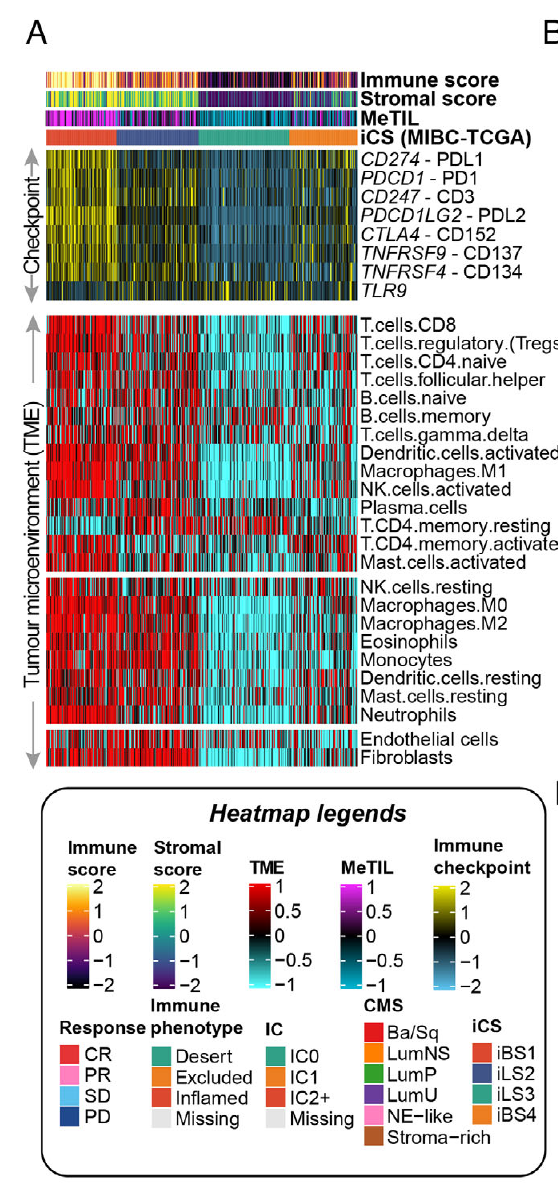 A
B
Immune score
Stromal score
MeTIL
iCS (MIBC-TCGA)
Checkpoint
CD274 - PDL1
PDCD1 - PD1
CD247 - CD3
PDCD1LG2 - PDL2
CTLA4 - CD152
TNFRSF9 - CD137
TNFRSF4 - CD134
TLR9
Tumour microenvironment (TME)
T.cells.CD8
T.cells.regulatory.(Tregs
T.cells.CD4.naive
T.cells.follicular.helper
B.cells.naive
B.cells.memory
T.cells.gamma.delta
Dendritic.cells.activated
Macrophages.M1
NK.cells.activated
Plasma.cells
T.CD4.memory.resting
T.CD4.memory.activate
Mast.cells.activated
NK.cells.resting
Macrophages.M0
Macrophages.M2
Eosinophils
Monocytes
Dendritic.cells.resting
Mast.cells.resting
Neutrophils
Endothelial cells
Fibroblasts
Heatmap legends
Immune score
2
1
0
−1
−2
Stromal score
2
1
0
−1
−2
TME
1
0.5
0
−0.5
−1
MeTIL
1
0.5
0
−0.5
−1
Immune checkpoint
2
1
0
−1
−2
Response
CR
PR
SD
PD
Immune phenotype
Desert
Excluded
Inflamed
Missing
IC
IC0
IC1
IC2+
Missing
CMS
Ba/Sq
LumNS
LumP
LumU
NE−like
Stroma−rich
iCS
iBS1
iLS2
iLS3
iBS4